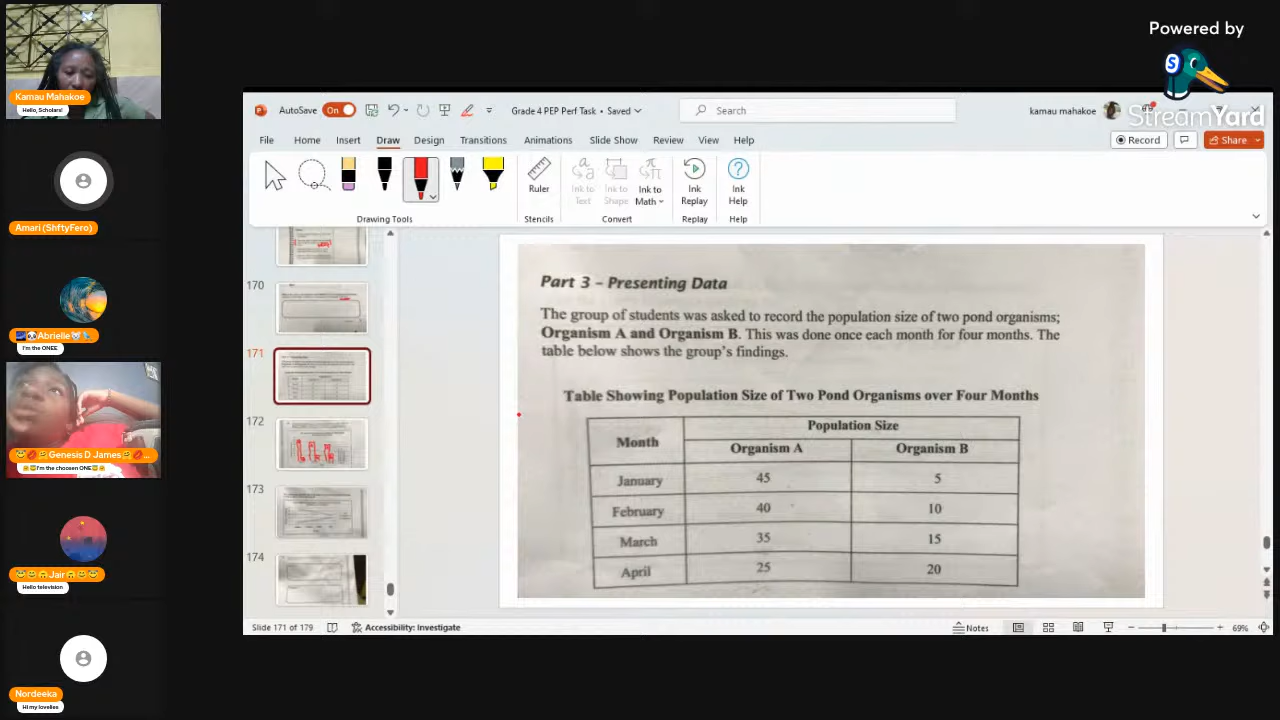 Powered by
StreamYard
Kamau Mahakoe
Hello, Scholars!
Amari (ShftyFero)
Abrielle
I'm the ONEE
Genesis D James
I'm the choosen ONE
Jair
Hello television
Nordeeka
Hi my lovelies
AutoSave On
Grade 4 PEP Perf Task • Saved
Search
kamau mahakoe
File Home Insert Draw Design Transitions Animations Slide Show Review View Help
Record
Share
Ruler
Ink to Text
Ink to Shape
Ink to Math
Ink Replay
Ink Help
Drawing Tools
Stencils
Convert
Replay
Help
170
171
172
173
174
Part 3 – Presenting Data
The group of students was asked to record the population size of two pond organisms;
Organism A and Organism B. This was done once each month for four months. The
table below shows the group's findings.
Table Showing Population Size of Two Pond Organisms over Four Months
Month Population Size
Organism A Organism B
January 45 5
February 40 10
March 35 15
April 25 20
Slide 171 of 179
Accessibility: Investigate
Notes
69%